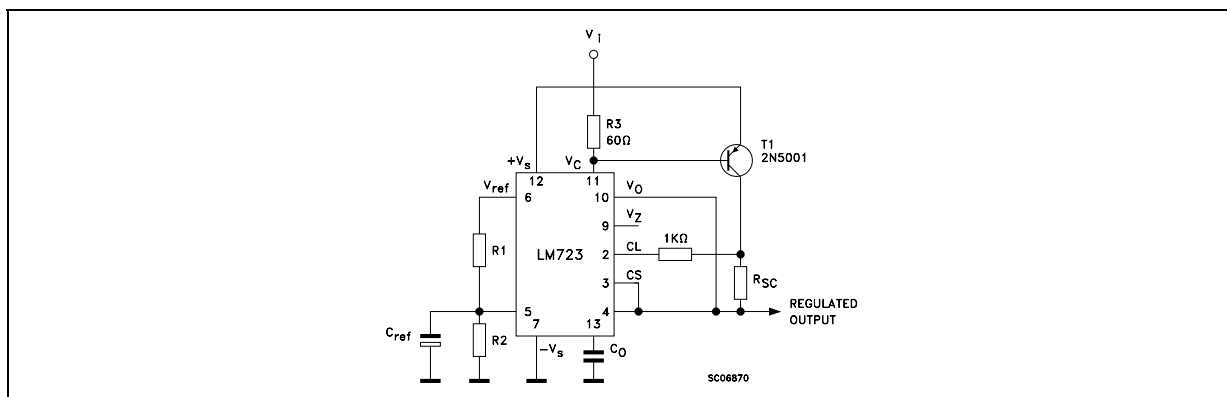 V i
R3
60Ω
T1
2N5001
+Vs
VC
12
11
Vref
6
10
VO
9
VZ
R1
LM723
2
CL
1KΩ
3
CS
RSC
5
4
REGULATED
OUTPUT
7
13
Cref
R2
-Vs
CO
SC06870